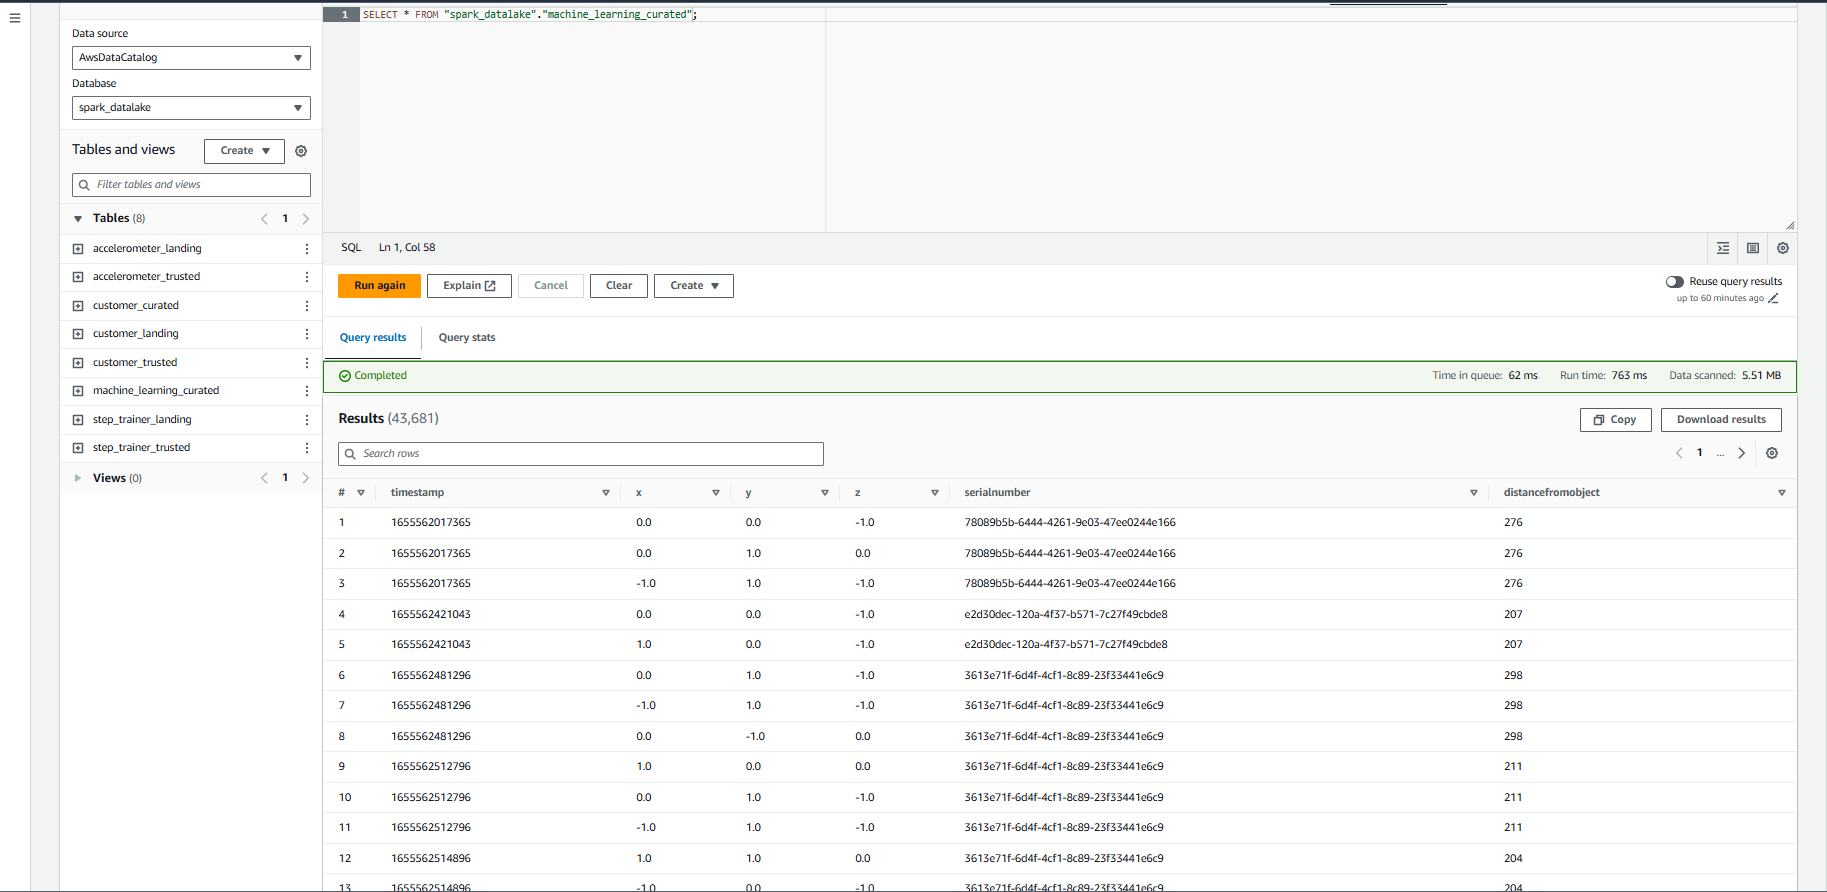 1 SELECT * FROM "spark_datalake"."machine_learning_curated";
Data source
AwsDataCatalog
Database
spark_datalake
Tables and views
Create
Filter tables and views
Tables (8) 1
accelerometer_landing
accelerometer_trusted
customer_curated
customer_landing
customer_trusted
machine_learning_curated
step_trainer_landing
step_trainer_trusted
Views (0) 1
SQL Ln 1, Col 58
Run again Explain Cancel Clear Create
Reuse query results
up to 60 minutes ago
Query results Query stats
Completed Time in queue: 62 ms Run time: 763 ms Data scanned: 5.51 MB
Results (43,681) Copy Download results
Search rows 1 ...
# timestamp x y z serialnumber distancefromobject
1 1655562017365 0.0 0.0 -1.0 78089b5b-6444-4261-9e03-47ee0244e166 276
2 1655562017365 0.0 1.0 0.0 78089b5b-6444-4261-9e03-47ee0244e166 276
3 1655562017365 -1.0 1.0 -1.0 78089b5b-6444-4261-9e03-47ee0244e166 276
4 1655562421043 0.0 0.0 -1.0 e2d30dec-120a-4f37-b571-7c27f49cbde8 207
5 1655562421043 1.0 0.0 -1.0 e2d30dec-120a-4f37-b571-7c27f49cbde8 207
6 1655562481296 0.0 1.0 -1.0 3613e71f-6d4f-4cf1-8c89-23f33441e6c9 298
7 1655562481296 -1.0 1.0 -1.0 3613e71f-6d4f-4cf1-8c89-23f33441e6c9 298
8 1655562481296 0.0 -1.0 0.0 3613e71f-6d4f-4cf1-8c89-23f33441e6c9 298
9 1655562512796 1.0 0.0 0.0 3613e71f-6d4f-4cf1-8c89-23f33441e6c9 211
10 1655562512796 0.0 1.0 -1.0 3613e71f-6d4f-4cf1-8c89-23f33441e6c9 211
11 1655562512796 -1.0 1.0 -1.0 3613e71f-6d4f-4cf1-8c89-23f33441e6c9 211
12 1655562514896 1.0 1.0 0.0 3613e71f-6d4f-4cf1-8c89-23f33441e6c9 204
13 1655562514896 -1.0 0.0 -1.0 3613e71f-6d4f-4cf1-8c89-23f33441e6c9 204